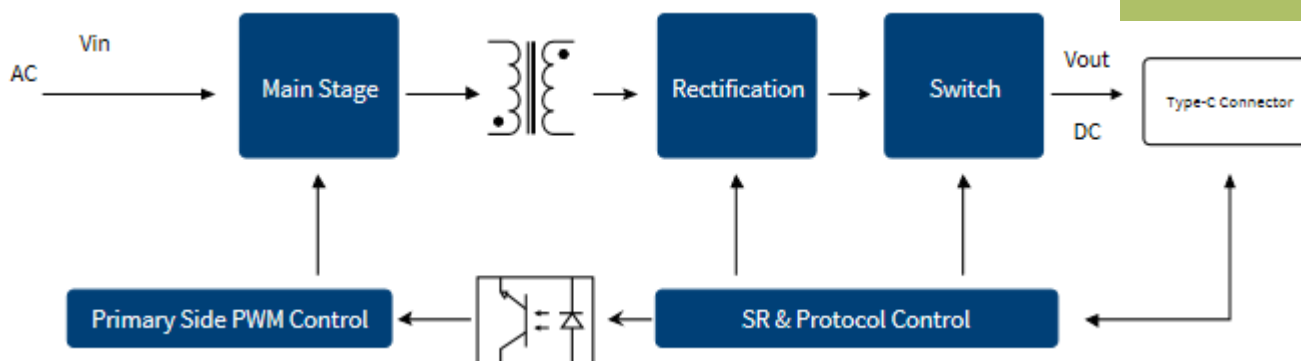 Vin
AC
Main Stage
Rectification
Switch
Vout
DC
Type-C Connector
Primary Side PWM Control
SR & Protocol Control